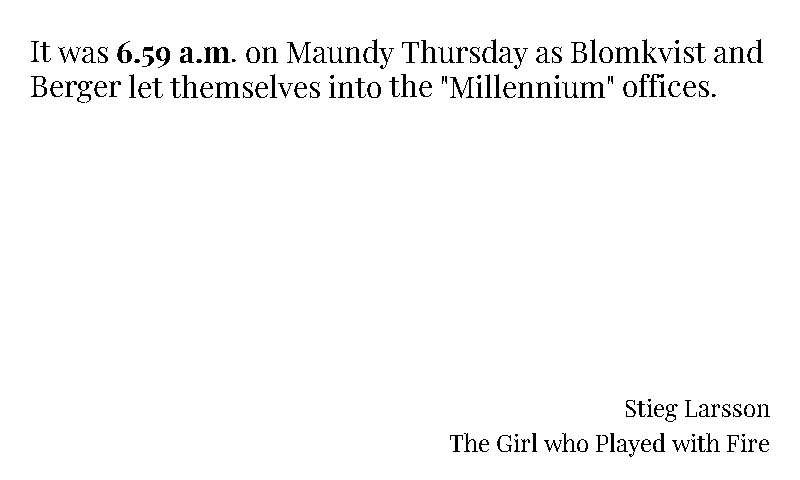 It was 6.59 a.m. on Maundy Thursday as Blomkvist and
Berger let themselves into the "Millennium" offices.
Stieg Larsson
The Girl who Played with Fire